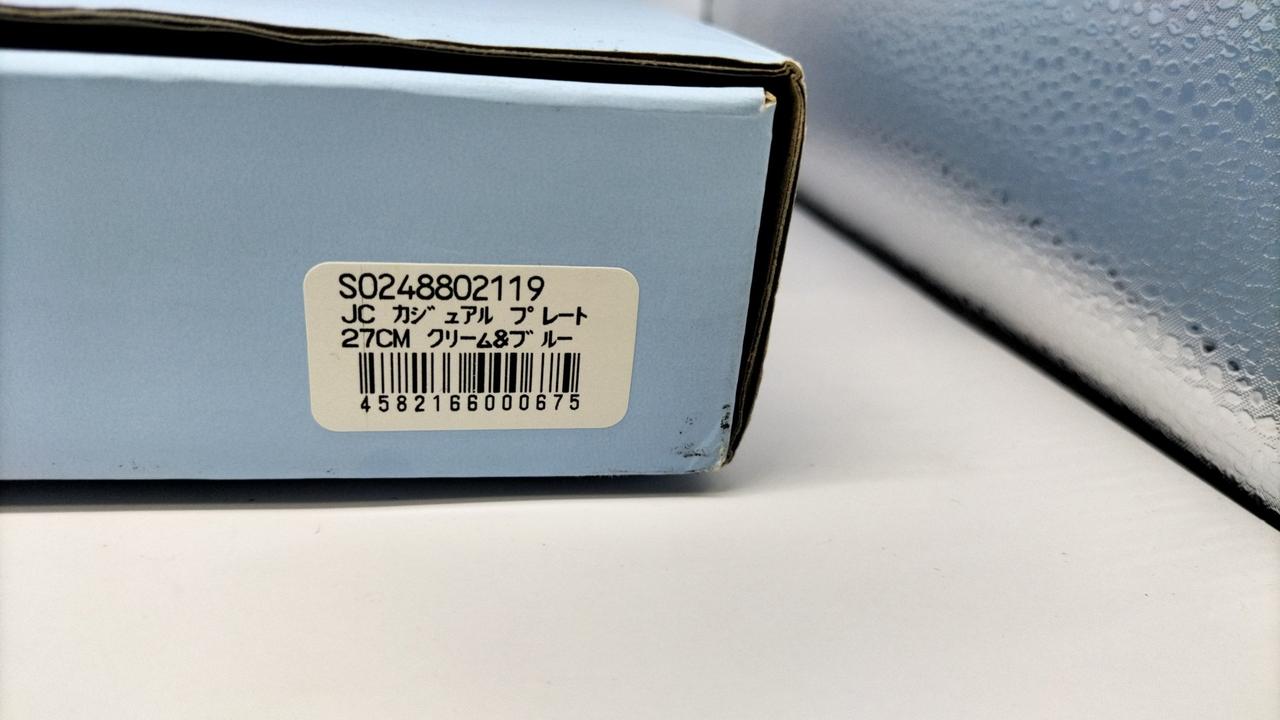 S0248802119
JC ｶｼﾞｭｱﾙ ﾌﾟﾚｰﾄ
27CM ｸﾘｰﾑ&ﾌﾞﾙｰ
4582166000675